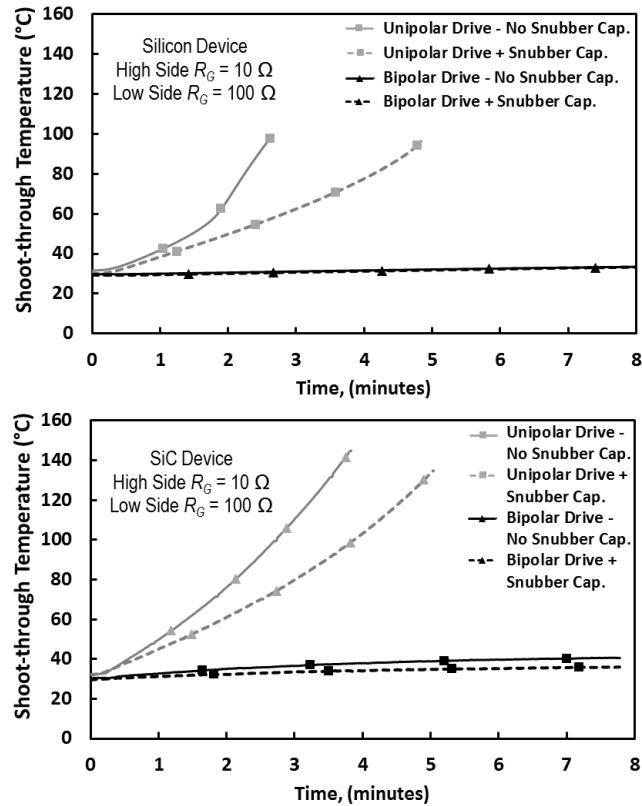 Shoot-through Temperature (°C)
160
140
120
100
80
60
40
20
0
Silicon Device
High Side R_G = 10 Ω
Low Side R_G = 100 Ω
Unipolar Drive - No Snubber Cap.
Unipolar Drive + Snubber Cap.
Bipolar Drive - No Snubber Cap.
Bipolar Drive + Snubber Cap.
0 1 2 3 4 5 6 7 8
Time, (minutes)
Shoot-through Temperature (°C)
160
140
120
100
80
60
40
20
0
SiC Device
High Side R_G = 10 Ω
Low Side R_G = 100 Ω
Unipolar Drive -
No Snubber Cap.
Unipolar Drive +
Snubber Cap.
Bipolar Drive -
No Snubber Cap.
Bipolar Drive +
Snubber Cap.
0 1 2 3 4 5 6 7 8
Time, (minutes)